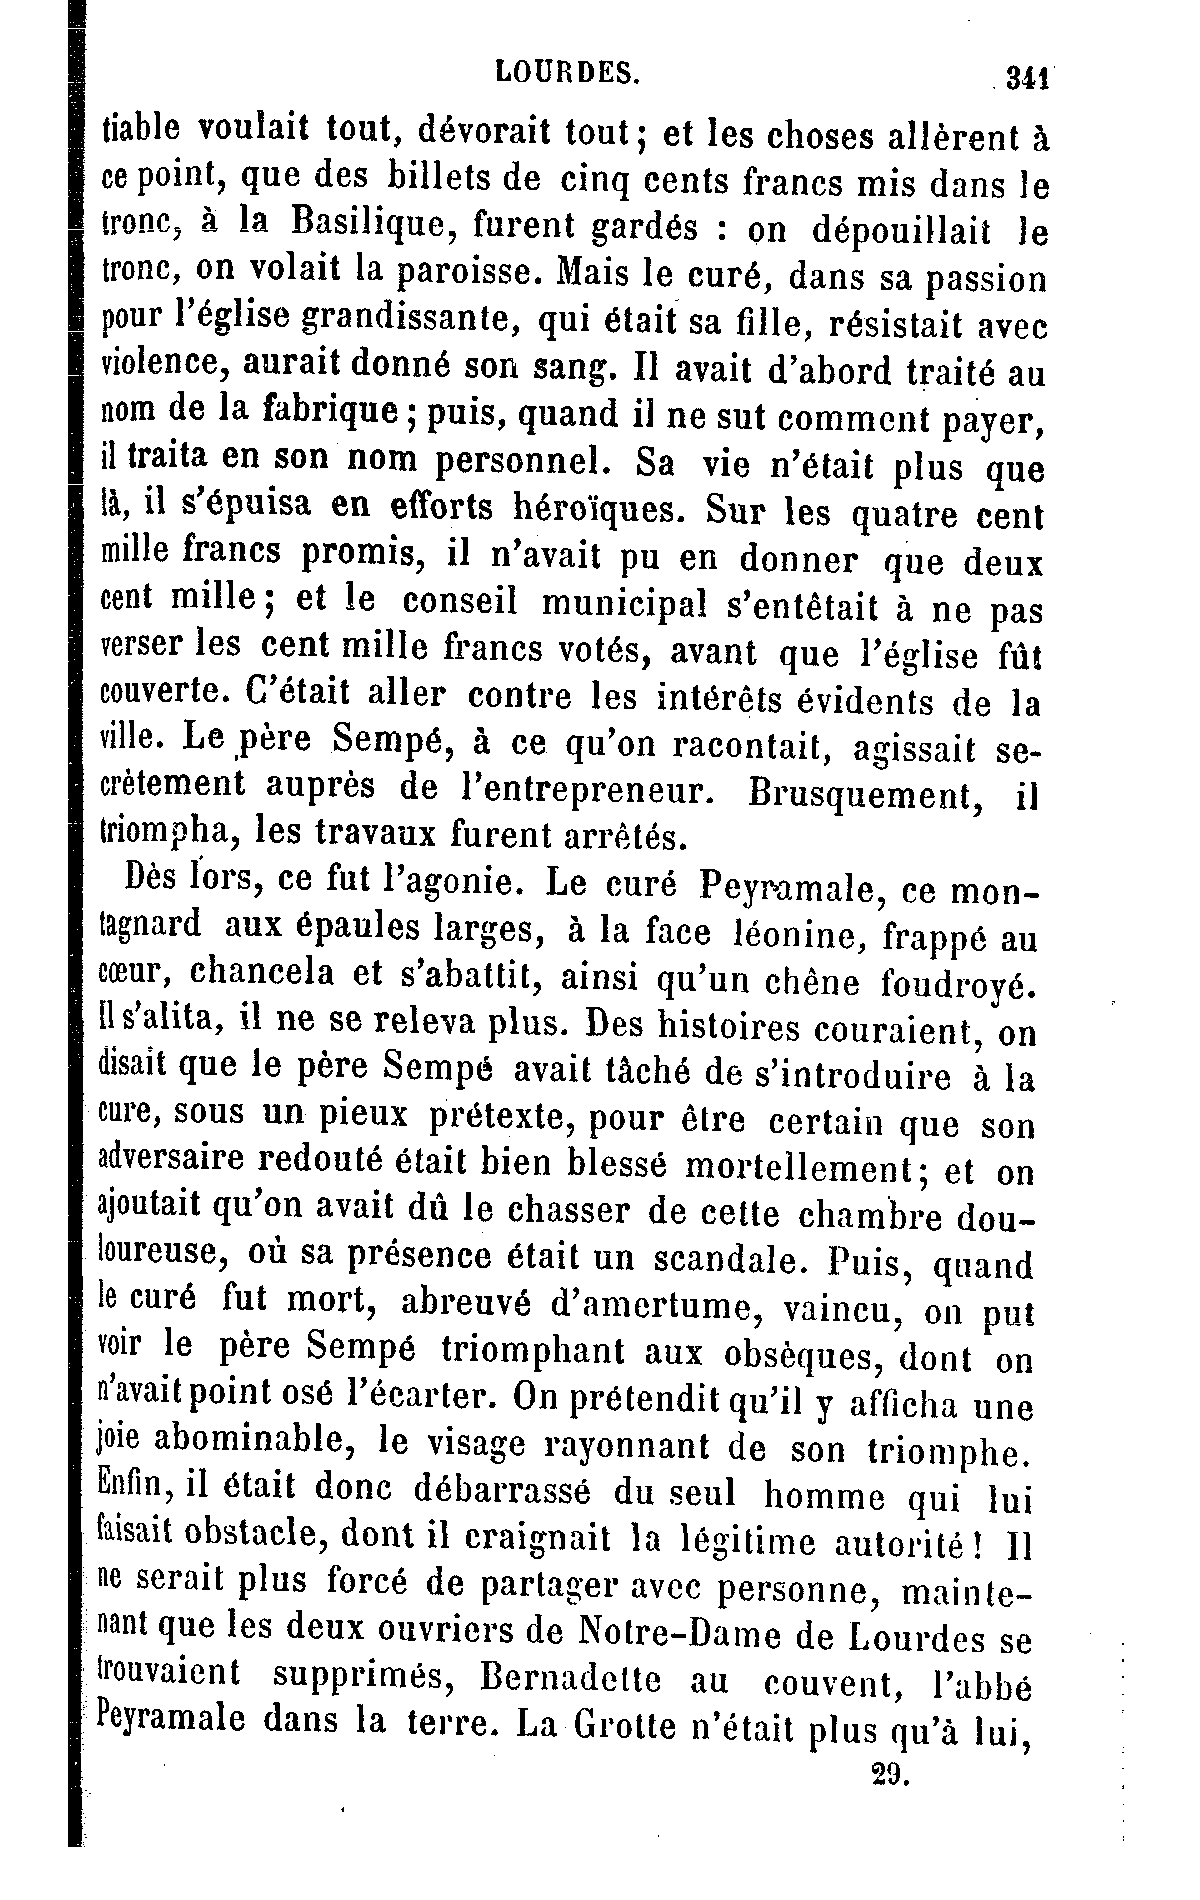 LOURDES. 341
tiable voulait tout, dévorait tout ; et les choses allèrent à
ce point, que des billets de cinq cents francs mis dans le
tronc, à la Basilique, furent gardés : on dépouillait le
tronc, on volait la paroisse. Mais le curé, dans sa passion
pour l'église grandissante, qui était sa fille, résistait avec
violence, aurait donné son sang. Il avait d'abord traité au
nom de la fabrique ; puis, quand il ne sut comment payer,
il traita en son nom personnel. Sa vie n'était plus que
là, il s'épuisa en efforts héroïques. Sur les quatre cent
mille francs promis, il n'avait pu en donner que deux
cent mille ; et le conseil municipal s'entêtait à ne pas
verser les cent mille francs votés, avant que l'église fût
couverte. C'était aller contre les intérêts évidents de la
ville. Le père Sempé, à ce qu'on racontait, agissait se-
crètement auprès de l'entrepreneur. Brusquement, il
triompha, les travaux furent arrêtés.
Dès lors, ce fut l'agonie. Le curé Peyramale, ce mon-
tagnard aux épaules larges, à la face léonine, frappé au
cœur, chancela et s'abattit, ainsi qu'un chêne foudroyé.
Il s'alita, il ne se releva plus. Des histoires couraient, on
disait que le père Sempé avait tâché de s'introduire à la
cure, sous un pieux prétexte, pour être certain que son
adversaire redouté était bien blessé mortellement ; et on
ajoutait qu'on avait dû le chasser de cette chambre dou-
loureuse, où sa présence était un scandale. Puis, quand
le curé fut mort, abreuvé d'amertume, vaincu, on put
voir le père Sempé triomphant aux obsèques, dont on
n'avait point osé l'écarter. On prétendit qu'il y afficha une
joie abominable, le visage rayonnant de son triomphe.
Enfin, il était donc débarrassé du seul homme qui lui
faisait obstacle, dont il craignait la légitime autorité ! Il
ne serait plus forcé de partager avec personne, mainte-
nant que les deux ouvriers de Notre-Dame de Lourdes se
trouvaient supprimés, Bernadette au couvent, l'abbé
Peyramale dans la terre. La Grotte n'était plus qu'à lui,
29.